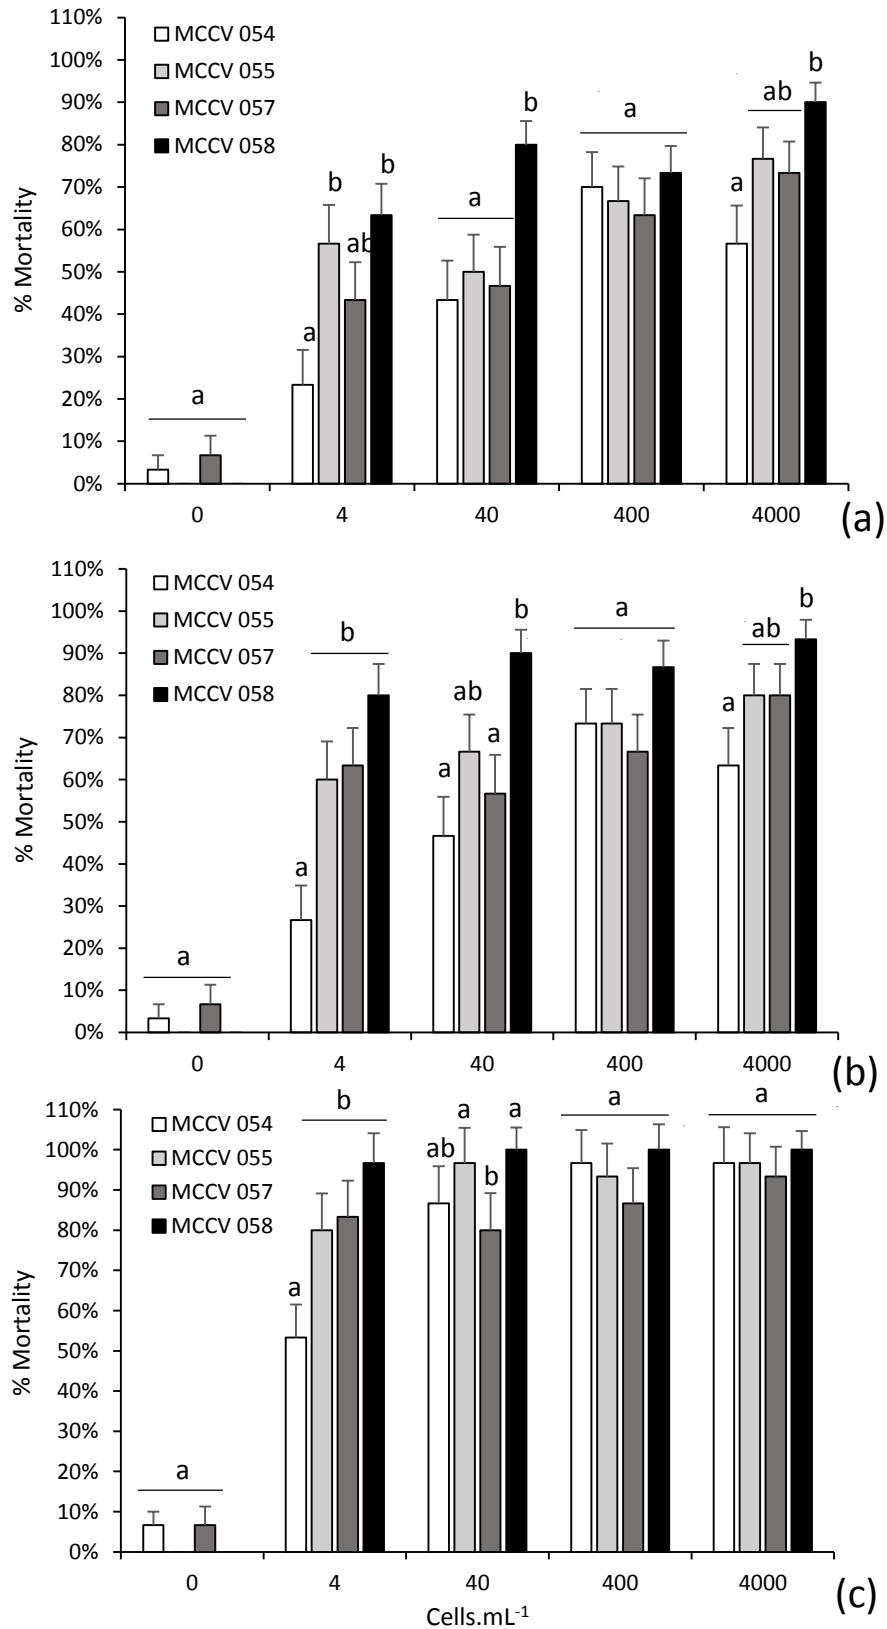 110%
100%
90%
80%
70%
60%
50%
40%
30%
20%
10%
0%
% Mortality
MCCV 054
MCCV 055
MCCV 057
MCCV 058
a
a
b
ab
b
a
b
a
a
ab
b
0 4 40 400 4000
(a)
110%
100%
90%
80%
70%
60%
50%
40%
30%
20%
10%
0%
% Mortality
MCCV 054
MCCV 055
MCCV 057
MCCV 058
a
a
b
a
ab
a
b
a
a
ab
b
0 4 40 400 4000
(b)
110%
100%
90%
80%
70%
60%
50%
40%
30%
20%
10%
0%
% Mortality
MCCV 054
MCCV 055
MCCV 057
MCCV 058
a
a
b
ab
a
b
a
a
a
0 4 40 400 4000
(c)
Cells.mL⁻¹